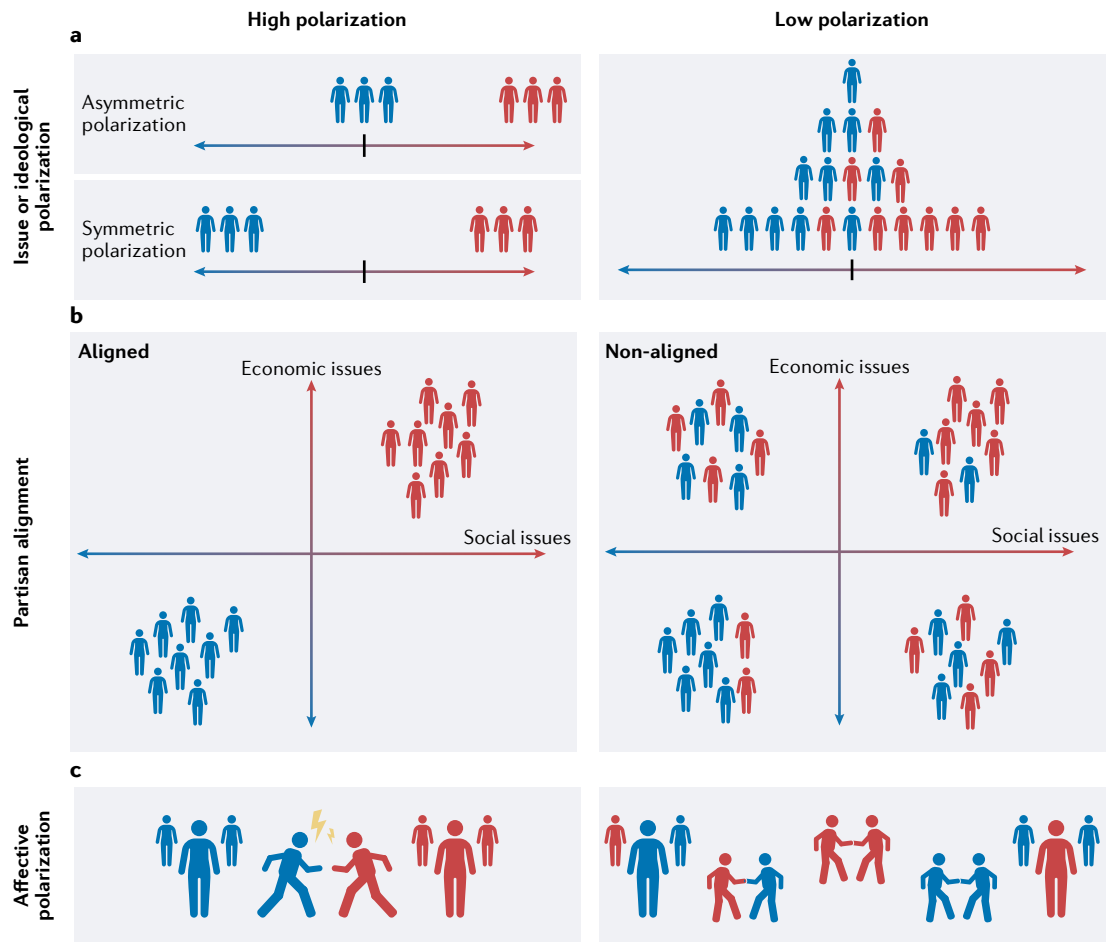 High polarization
Low polarization
a
Issue or ideological
polarization
Asymmetric
polarization
Symmetric
polarization
b
Partisan alignment
Aligned
Economic issues
Social issues
Non-aligned
Economic issues
Social issues
c
Affective
polarization